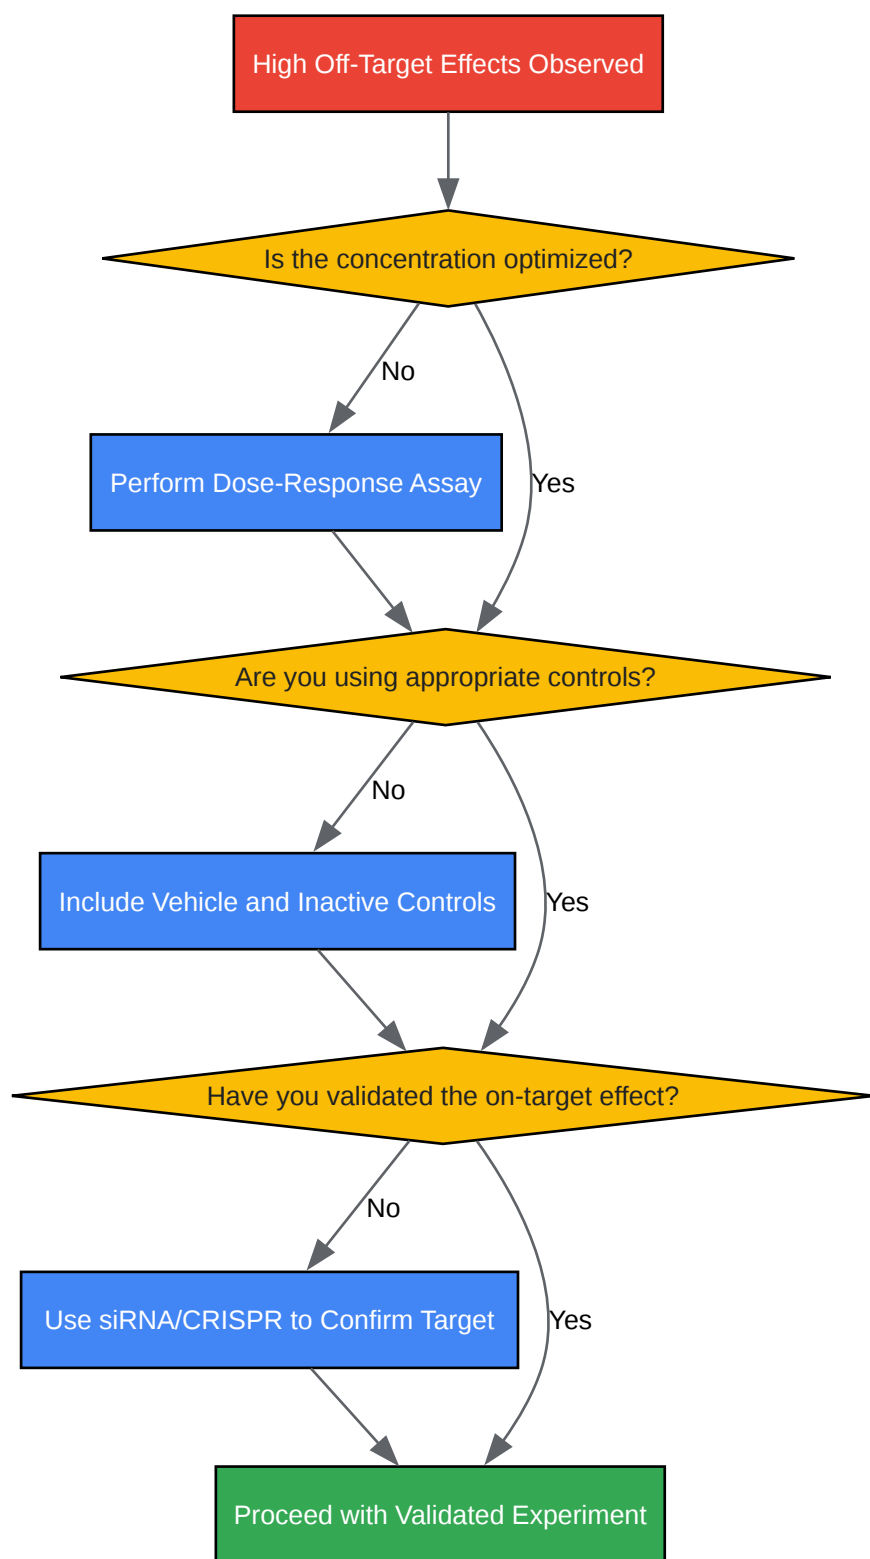 High Off-Target Effects Observed
Is the concentration optimized?
No
Perform Dose-Response Assay
Yes
Are you using appropriate controls?
No
Include Vehicle and Inactive Controls
Yes
Have you validated the on-target effect?
No
Use siRNA/CRISPR to Confirm Target
Yes
Proceed with Validated Experiment